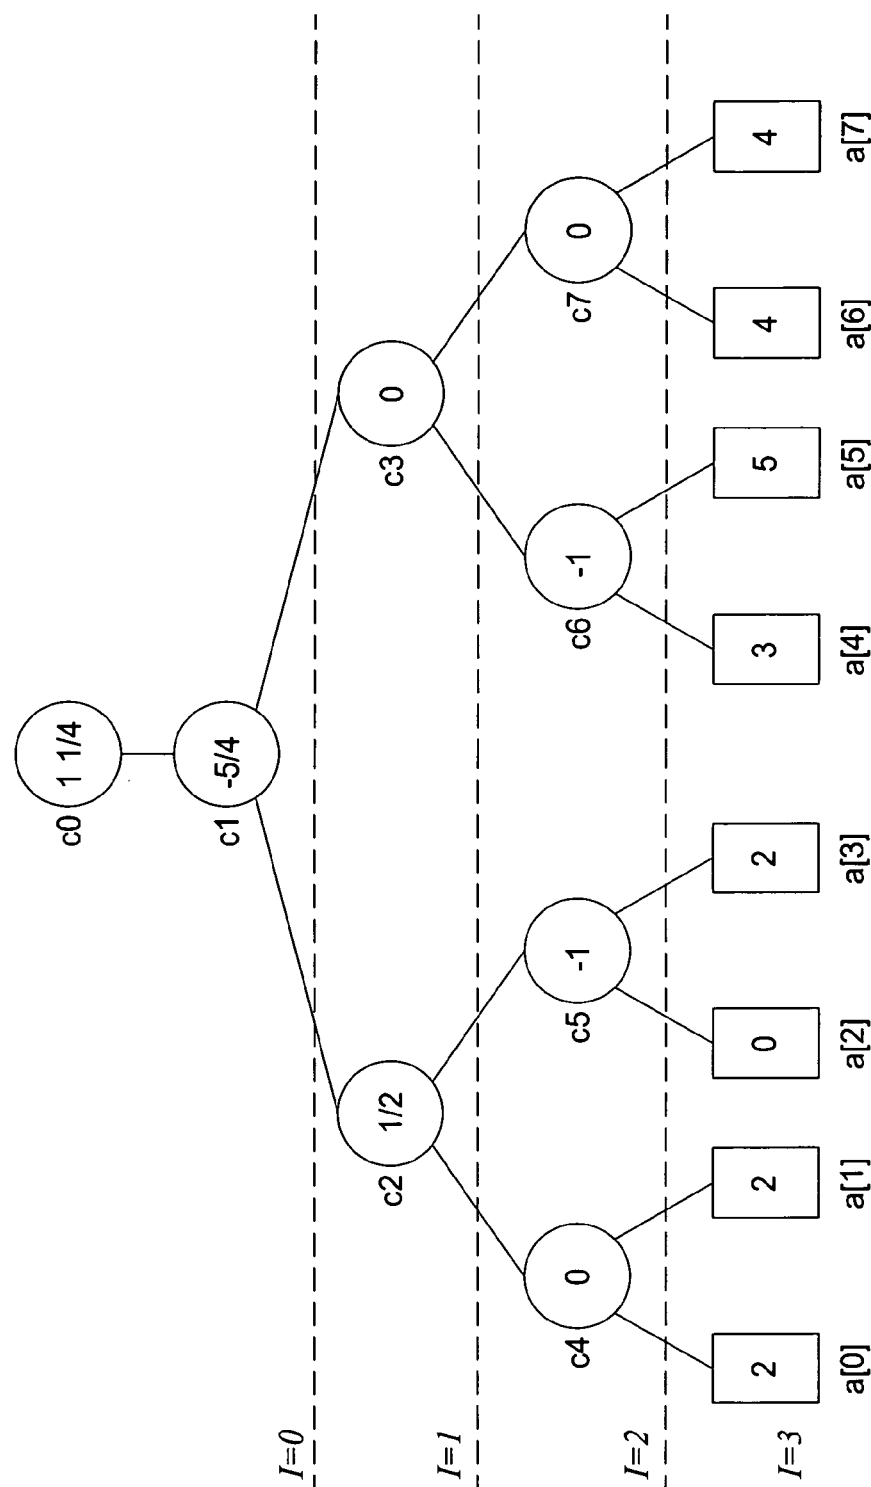 c0 1 1/4
c1 -5/4
l=0
c2 1/2 c3 0
l=1
c4 0 c5 -1 c6 -1 c7 0
l=2
2 2 0 2 3 5 4 4
l=3
a[0] a[1] a[2] a[3] a[4] a[5] a[6] a[7]